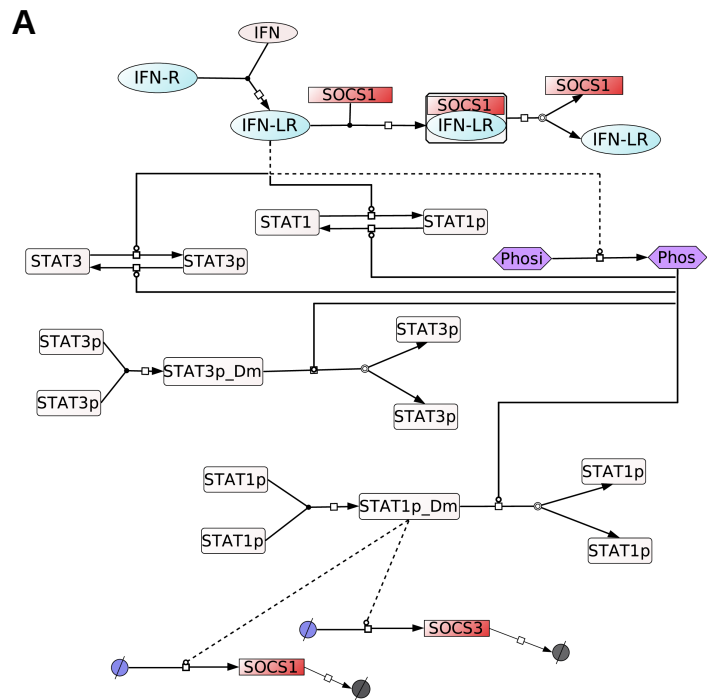 A
IFN
IFN-R
SOCS1
SOCS1
SOCS1
IFN-LR
IFN-LR
IFN-LR
STAT1
STAT1p
STAT3
STAT3p
Phosi
Phos
STAT3p
STAT3p
STAT3p_Dm
STAT3p
STAT3p
STAT1p
STAT1p
STAT1p_Dm
STAT1p
STAT1p
SOCS3
SOCS1